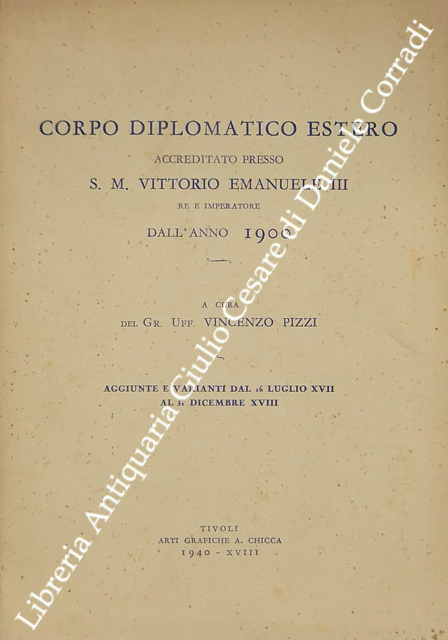 CORPO DIPLOMATICO ESTERO
ACCREDITATO PRESSO
S. M. VITTORIO EMANUELE III
RE E IMPERATORE
DALL'ANNO 1900
A CURA
DEL GR. UFF. VINCENZO PIZZI
AGGIUNTE E VARIANTI DAL 16 LUGLIO XVII
AL 31 DICEMBRE XVIII
TIVOLI
ARTI GRAFICHE A. CHICCA
1940 - XVIII
Libreria Antiquaria Giulio Cesare di Daniele Corradi